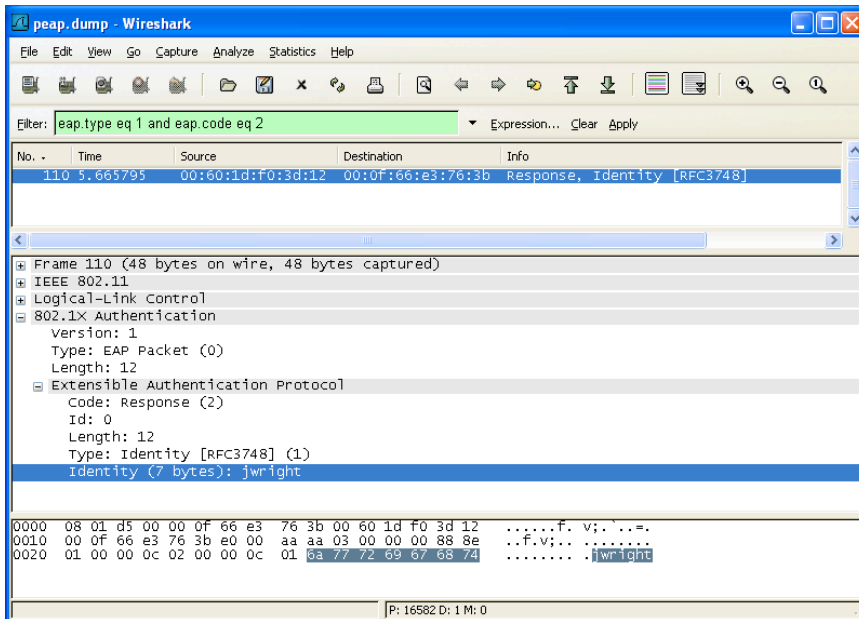 peap.dump - Wireshark
File Edit View Go Capture Analyze Statistics Help
Filter: eap.type eq 1 and eap.code eq 2 Expression... Clear Apply
No. Time Source Destination Info
110 5.665795 00:60:1d:f0:3d:12 00:0f:66:e3:76:3b Response, Identity [RFC3748]
Frame 110 (48 bytes on wire, 48 bytes captured)
IEEE 802.11
Logical-Link Control
802.1X Authentication
Version: 1
Type: EAP Packet (0)
Length: 12
Extensible Authentication Protocol
Code: Response (2)
Id: 0
Length: 12
Type: Identity [RFC3748] (1)
Identity (7 bytes): jwright
0000 08 01 d5 00 00 0f 66 e3 76 3b 00 60 1d f0 3d 12 ......f. v;.`..=.
0010 00 0f 66 e3 76 3b e0 00 aa aa 03 00 00 00 88 8e ..f.v;.. ........
0020 01 00 00 0c 02 00 00 0c 01 6a 77 72 69 67 68 74 ........ .jwright
P: 16582 D: 1 M: 0